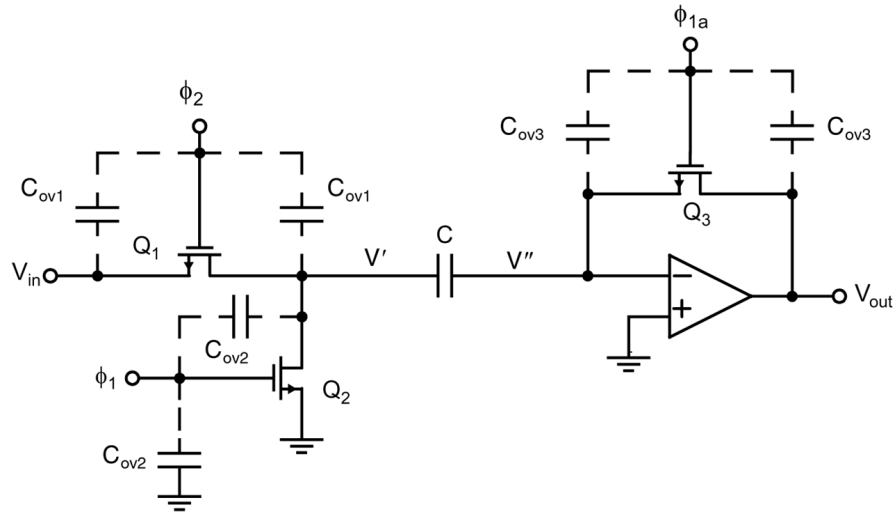 ϕ1a
ϕ2
Cov3
Cov3
Cov1
Cov1
Q3
Q1
C
V′
V″
Vin
Vout
Cov2
ϕ1
Q2
Cov2